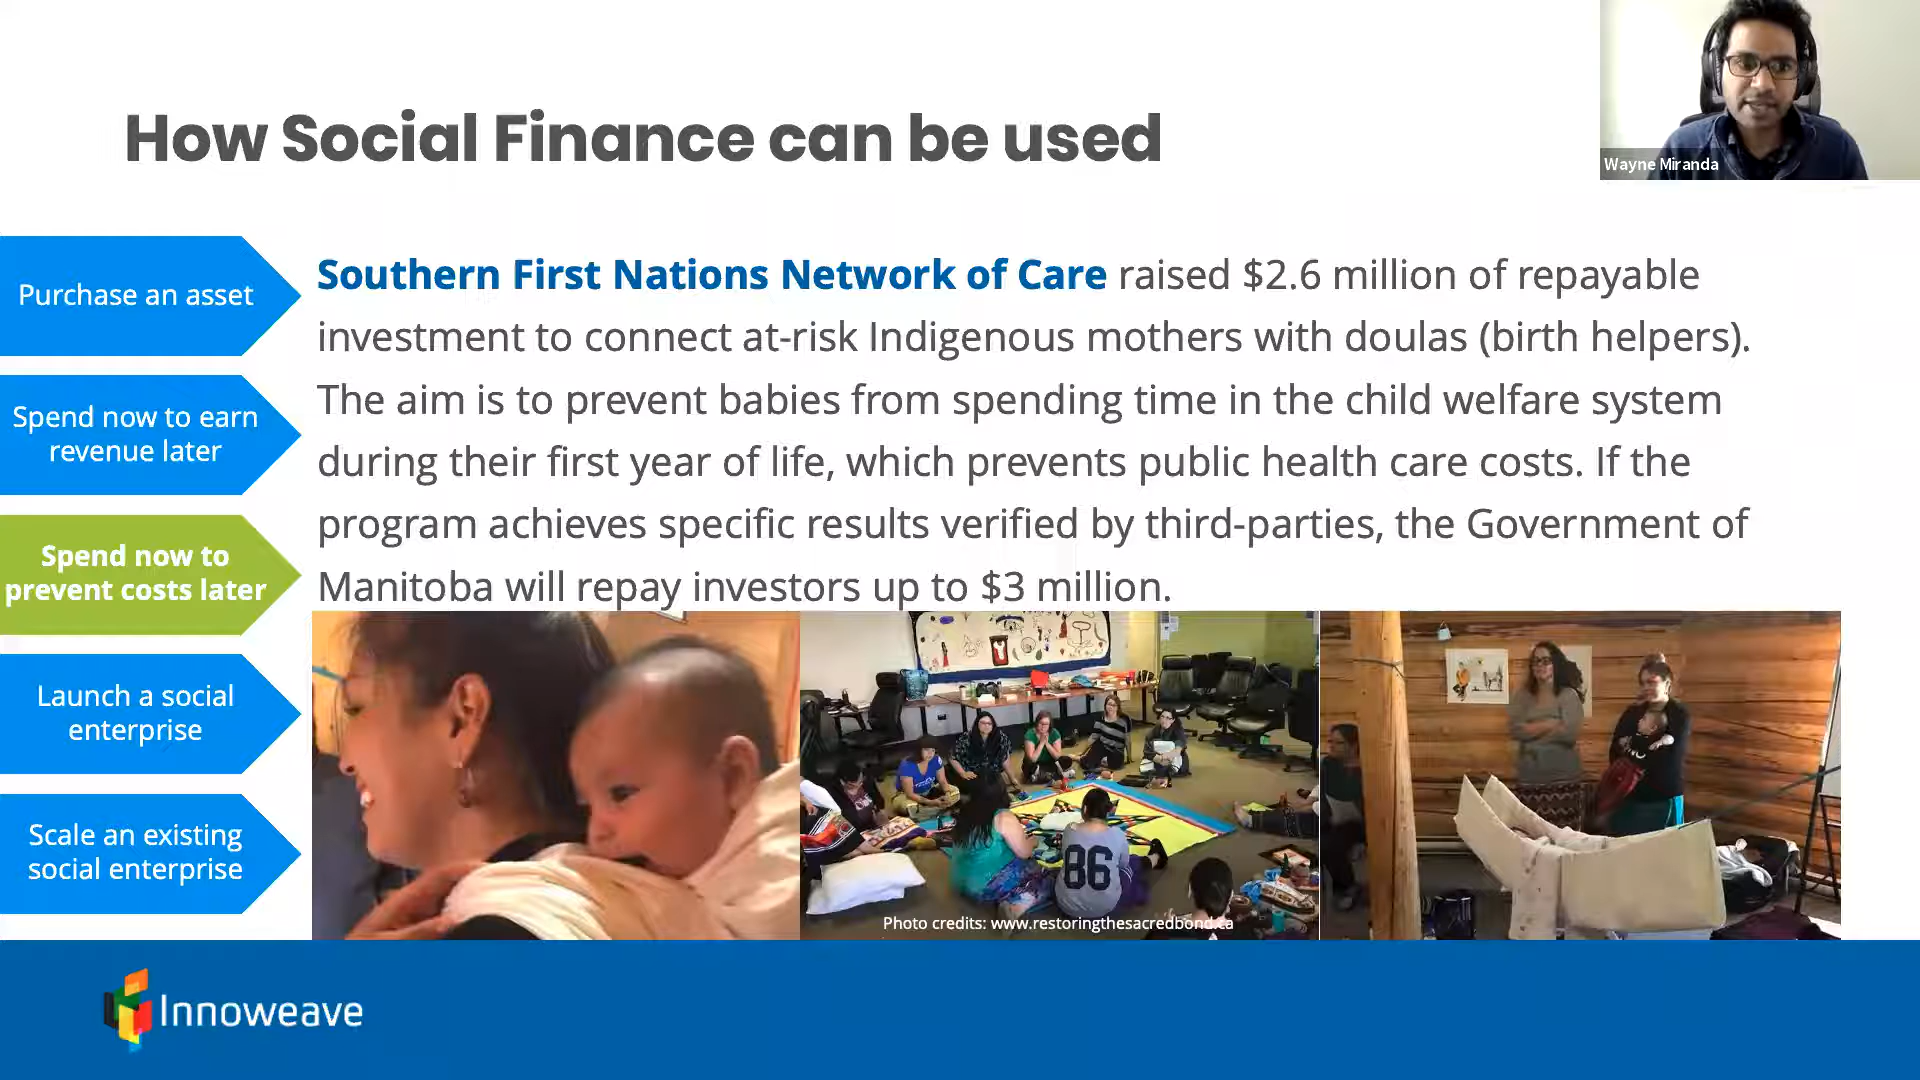 How Social Finance can be used
Wayne Miranda
Purchase an asset
Spend now to earn
revenue later
Spend now to
prevent costs later
Launch a social
enterprise
Scale an existing
social enterprise
Southern First Nations Network of Care raised $2.6 million of repayable
investment to connect at-risk Indigenous mothers with doulas (birth helpers).
The aim is to prevent babies from spending time in the child welfare system
during their first year of life, which prevents public health care costs. If the
program achieves specific results verified by third-parties, the Government of
Manitoba will repay investors up to $3 million.
86
Photo credits: www.restoringthesacredbond.ca
Innoweave